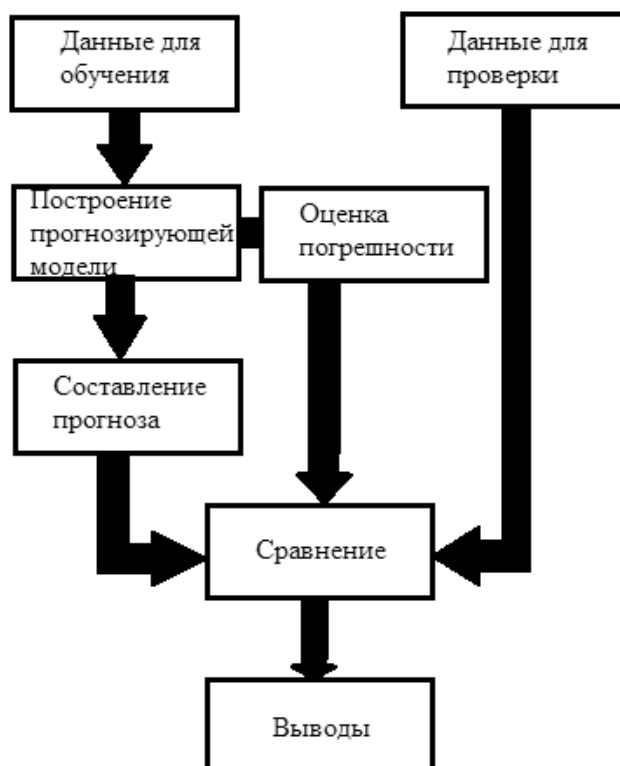 Данные для
обучения
Данные для
проверки
Построение
прогнозирующей
модели
Оценка
погрешности
Составление
прогноза
Сравнение
Выводы